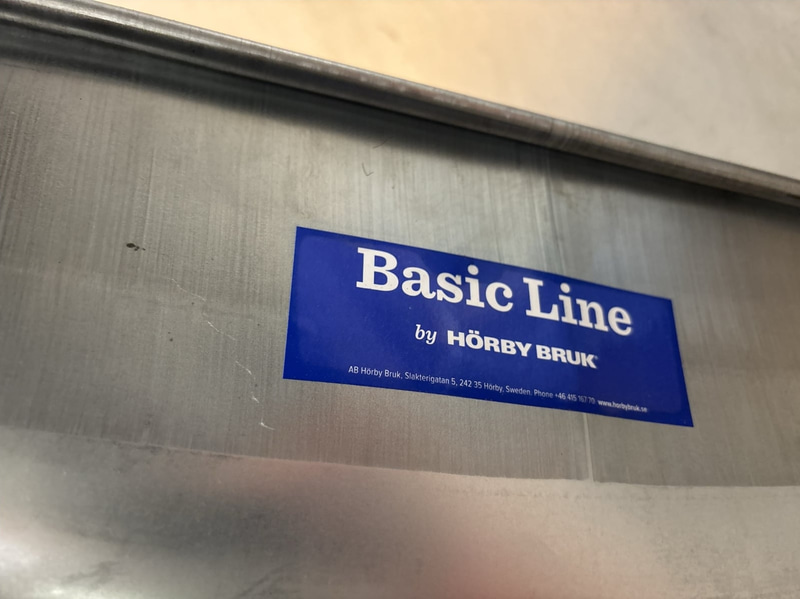 Basic Line
by HÖRBY BRUK®
AB Hörby Bruk, Slakterigatan 5, 242 35 Hörby, Sweden. Phone +46 415 167 70 www.horbybruk.se